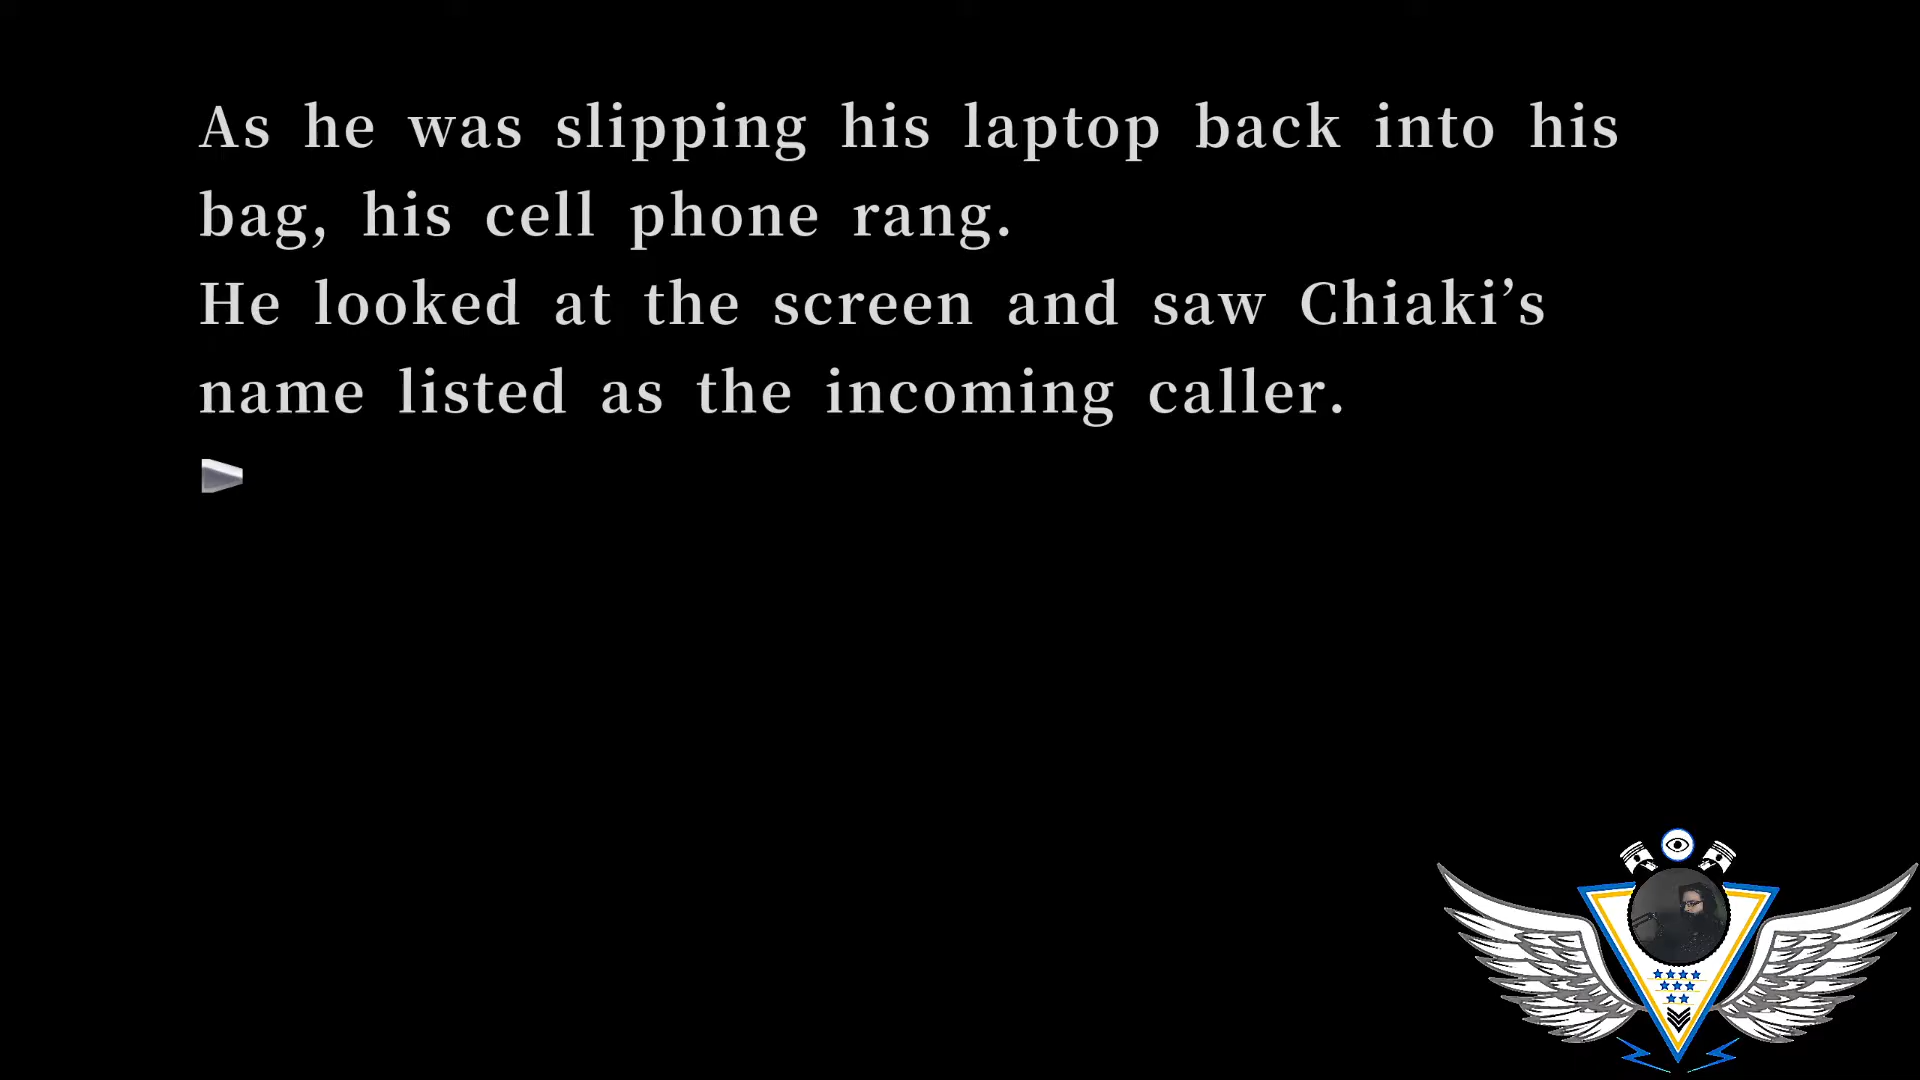 As he was slipping his laptop back into his
bag, his cell phone rang.
He looked at the screen and saw Chiaki’s
name listed as the incoming caller.